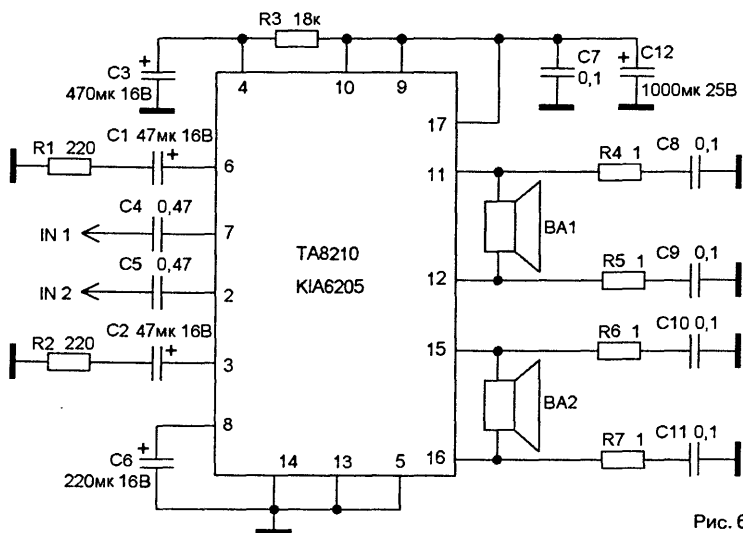 R3 18к
C3
470мк 16В
4
10
9
C7
0,1
C12
1000мк 25В
17
C1 47мк 16В
R1 220
6
11
R4 1
C8 0,1
C4 0,47
IN 1
7
BA1
TA8210
KIA6205
C5 0,47
IN 2
2
12
R5 1
C9 0,1
C2 47мк 16В
R2 220
3
15
R6 1
C10 0,1
8
BA2
C6
220мк 16В
14
13
5
16
R7 1
C11 0,1
Рис. 6